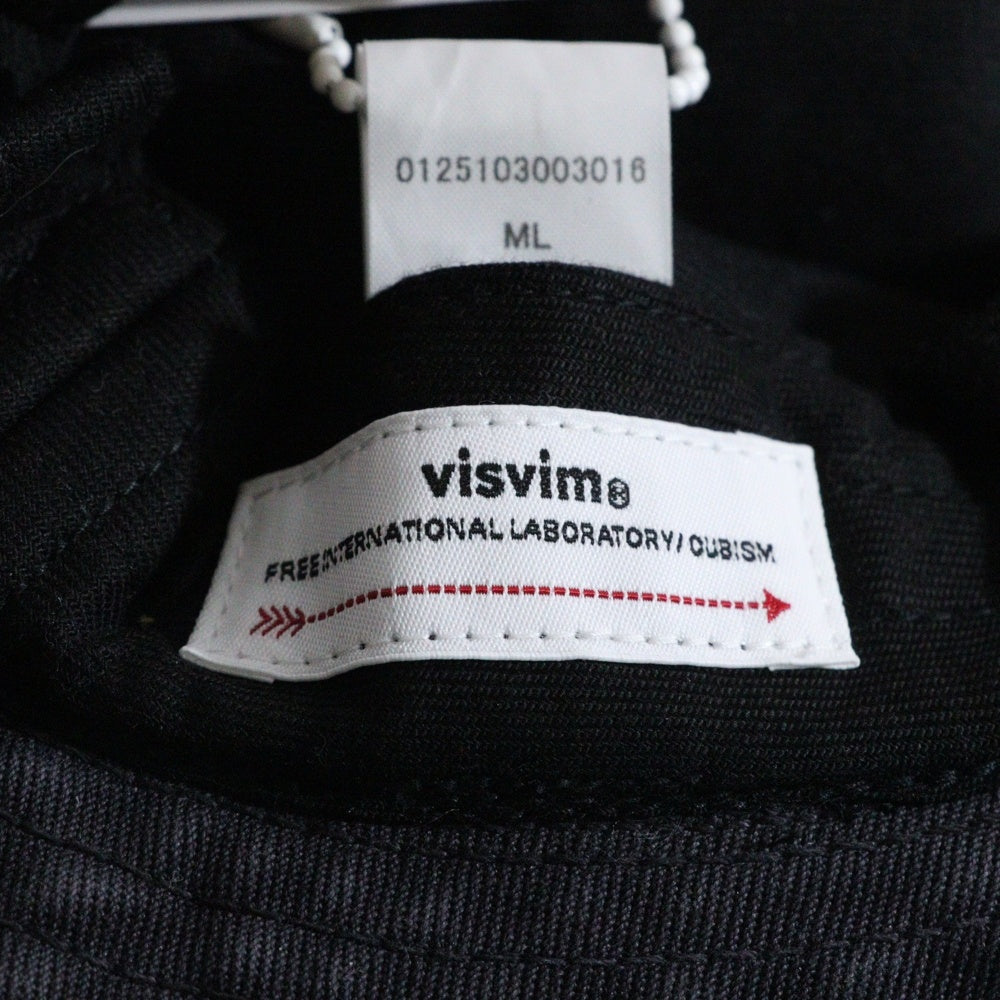 0125103003016
ML
visvim®
FREE INTERNATIONAL LABORATORY/CUBISM